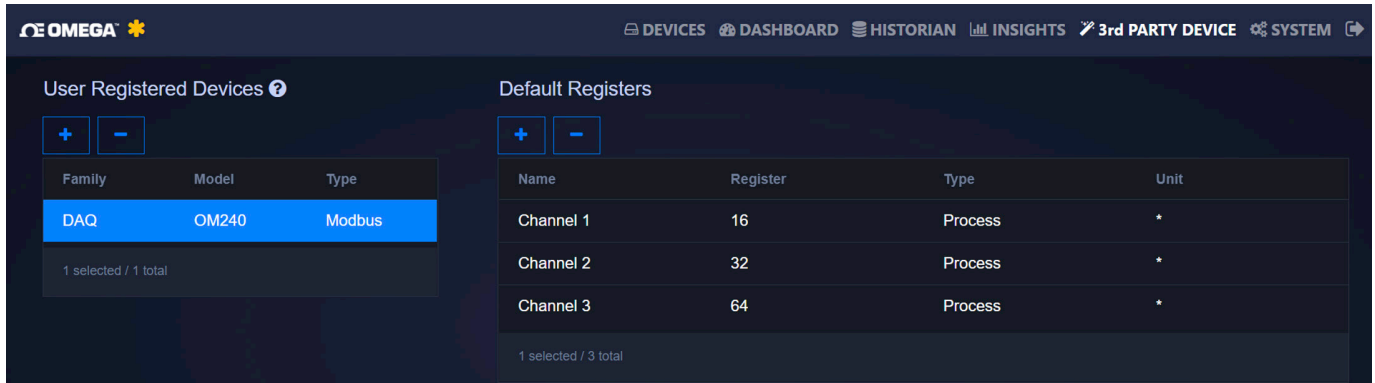 OMEGA™ DEVICES DASHBOARD HISTORIAN INSIGHTS 3rd PARTY DEVICE SYSTEM
User Registered Devices ?
+ −
Family Model Type
DAQ OM240 Modbus
1 selected / 1 total
Default Registers
+ −
Name Register Type Unit
Channel 1 16 Process *
Channel 2 32 Process *
Channel 3 64 Process *
1 selected / 3 total